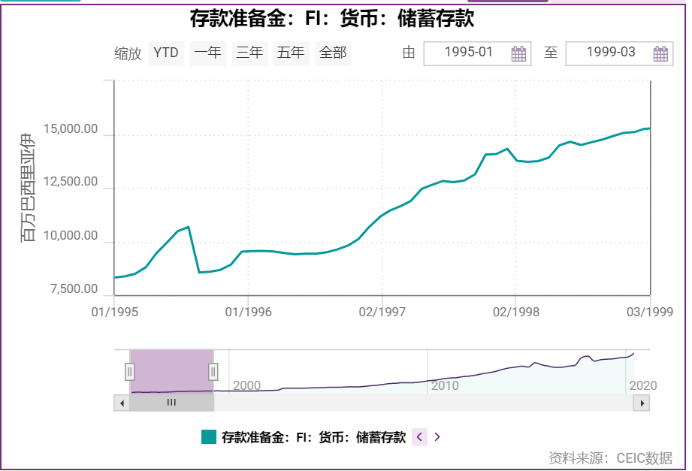 存款准备金：FI：货币：储蓄存款
缩放 YTD 一年 三年 五年 全部 由 1995-01 至 1999-03
百万巴西里亚伊
15,000.00
12,500.00
10,000.00
7,500.00
01/1995 01/1996 02/1997 02/1998 03/1999
2000 2010 2020
存款准备金：FI：货币：储蓄存款
资料来源：CEIC数据